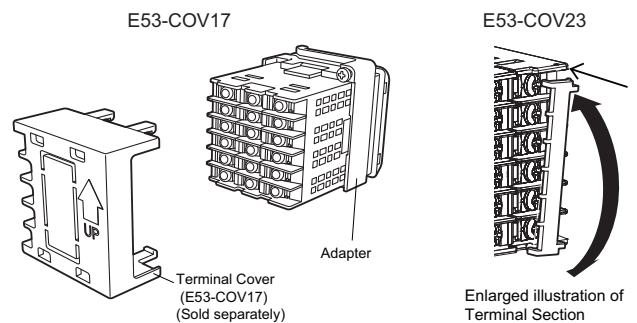 E53-COV17
E53-COV23
UP
Adapter
Terminal Cover
(E53-COV17)
(Sold separately)
Enlarged illustration of
Terminal Section